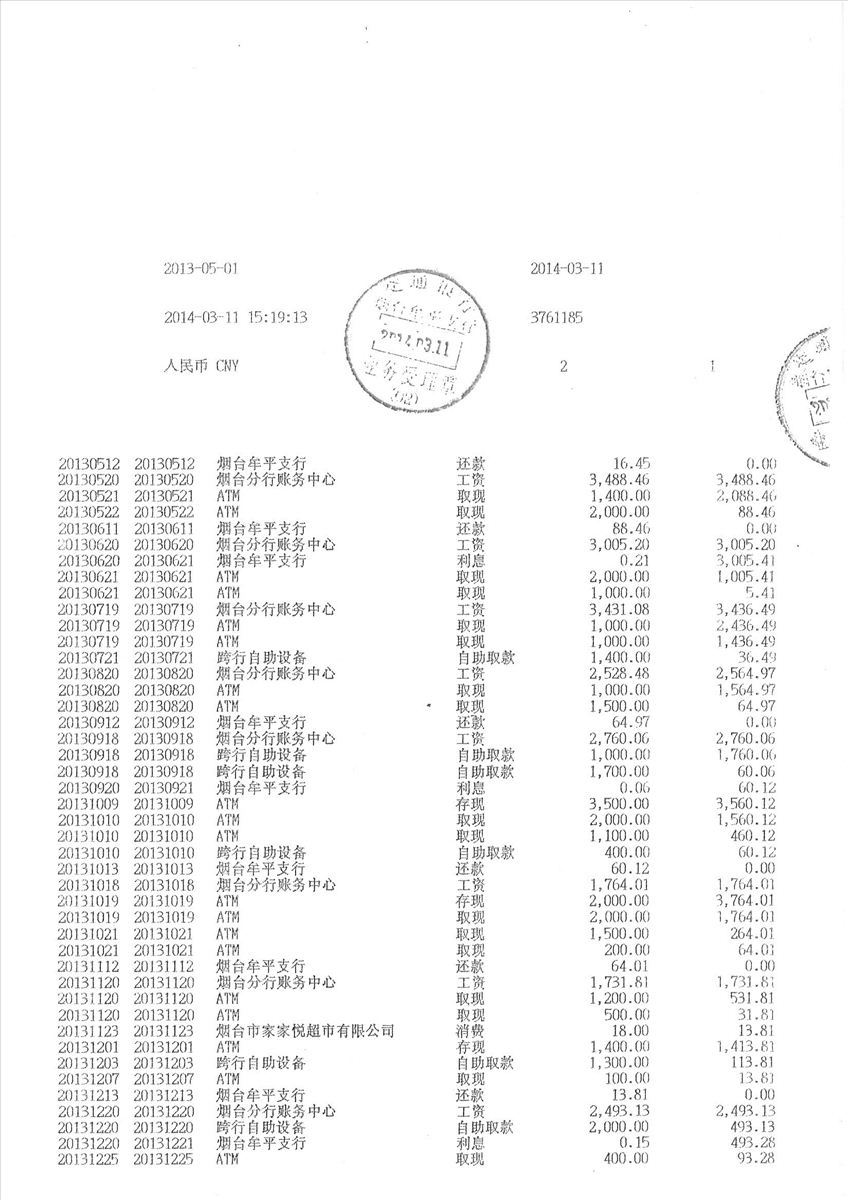 2013-05-01 2014-03-11
交通银行
烟台牟平支行
2014-03-11 15:19:13 3761185
2014.03.11
业务受理章
(02)
人民币 CNY 2 1
20130512 20130512 烟台牟平支行 还款 16.45 0.00
20130520 20130520 烟台分行账务中心 工资 3,488.46 3,488.46
20130521 20130521 ATM 取现 1,400.00 2,088.46
20130522 20130522 ATM 取现 2,000.00 88.46
20130611 20130611 烟台牟平支行 还款 88.46 0.00
20130620 20130620 烟台分行账务中心 工资 3,005.20 3,005.20
20130620 20130621 烟台牟平支行 利息 0.21 3,005.41
20130621 20130621 ATM 取现 2,000.00 1,005.41
20130621 20130621 ATM 取现 1,000.00 5.41
20130719 20130719 烟台分行账务中心 工资 3,431.08 3,436.49
20130719 20130719 ATM 取现 1,000.00 2,436.49
20130719 20130719 ATM 取现 1,000.00 1,436.49
20130721 20130721 跨行自助设备 自助取款 1,400.00 36.49
20130820 20130820 烟台分行账务中心 工资 2,528.48 2,564.97
20130820 20130820 ATM 取现 1,000.00 1,564.97
20130820 20130820 ATM 取现 1,500.00 64.97
20130912 20130912 烟台牟平支行 还款 64.97 0.00
20130918 20130918 烟台分行账务中心 工资 2,760.06 2,760.06
20130918 20130918 跨行自助设备 自助取款 1,000.00 1,760.06
20130918 20130918 跨行自助设备 自助取款 1,700.00 60.06
20130920 20130921 烟台牟平支行 利息 0.06 60.12
20131009 20131009 ATM 存现 3,500.00 3,560.12
20131010 20131010 ATM 取现 2,000.00 1,560.12
20131010 20131010 ATM 取现 1,100.00 460.12
20131010 20131010 跨行自助设备 自助取款 400.00 60.12
20131013 20131013 烟台牟平支行 还款 60.12 0.00
20131018 20131018 烟台分行账务中心 工资 1,764.01 1,764.01
20131019 20131019 ATM 存现 2,000.00 3,764.01
20131019 20131019 ATM 取现 2,000.00 1,764.01
20131021 20131021 ATM 取现 1,500.00 264.01
20131021 20131021 ATM 取现 200.00 64.01
20131112 20131112 烟台牟平支行 还款 64.01 0.00
20131120 20131120 烟台分行账务中心 工资 1,731.81 1,731.81
20131120 20131120 ATM 取现 1,200.00 531.81
20131120 20131120 ATM 取现 500.00 31.81
20131123 20131123 烟台市家家悦超市有限公司 消费 18.00 13.81
20131201 20131201 ATM 存现 1,400.00 1,413.81
20131203 20131203 跨行自助设备 自助取款 1,300.00 113.81
20131207 20131207 ATM 取现 100.00 13.81
20131213 20131213 烟台牟平支行 还款 13.81 0.00
20131220 20131220 烟台分行账务中心 工资 2,493.13 2,493.13
20131220 20131220 跨行自助设备 自助取款 2,000.00 493.13
20131220 20131221 烟台牟平支行 利息 0.15 493.28
20131225 20131225 ATM 取现 400.00 93.28